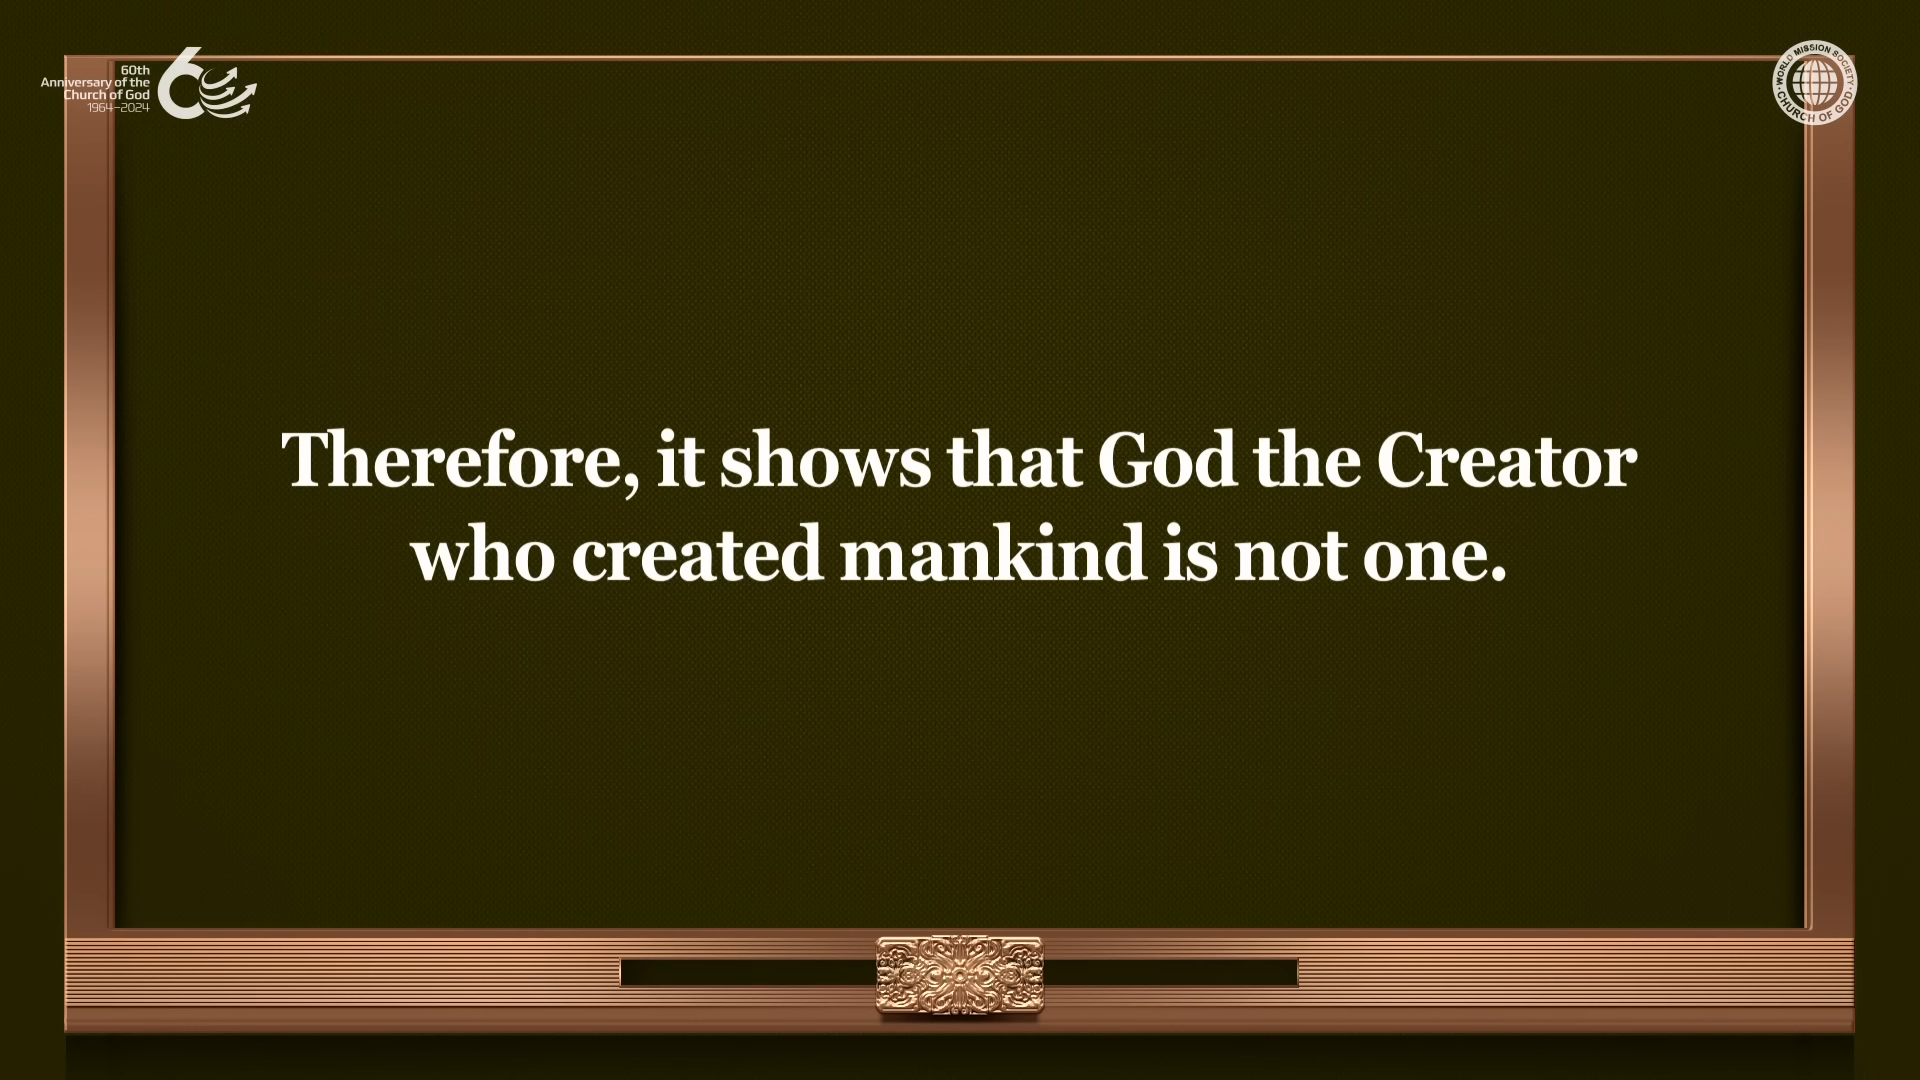 60th
Anniversary of the
Church of God
1964–2024
WORLD MISSION SOCIETY
CHURCH OF GOD
Therefore, it shows that God the Creator
who created mankind is not one.